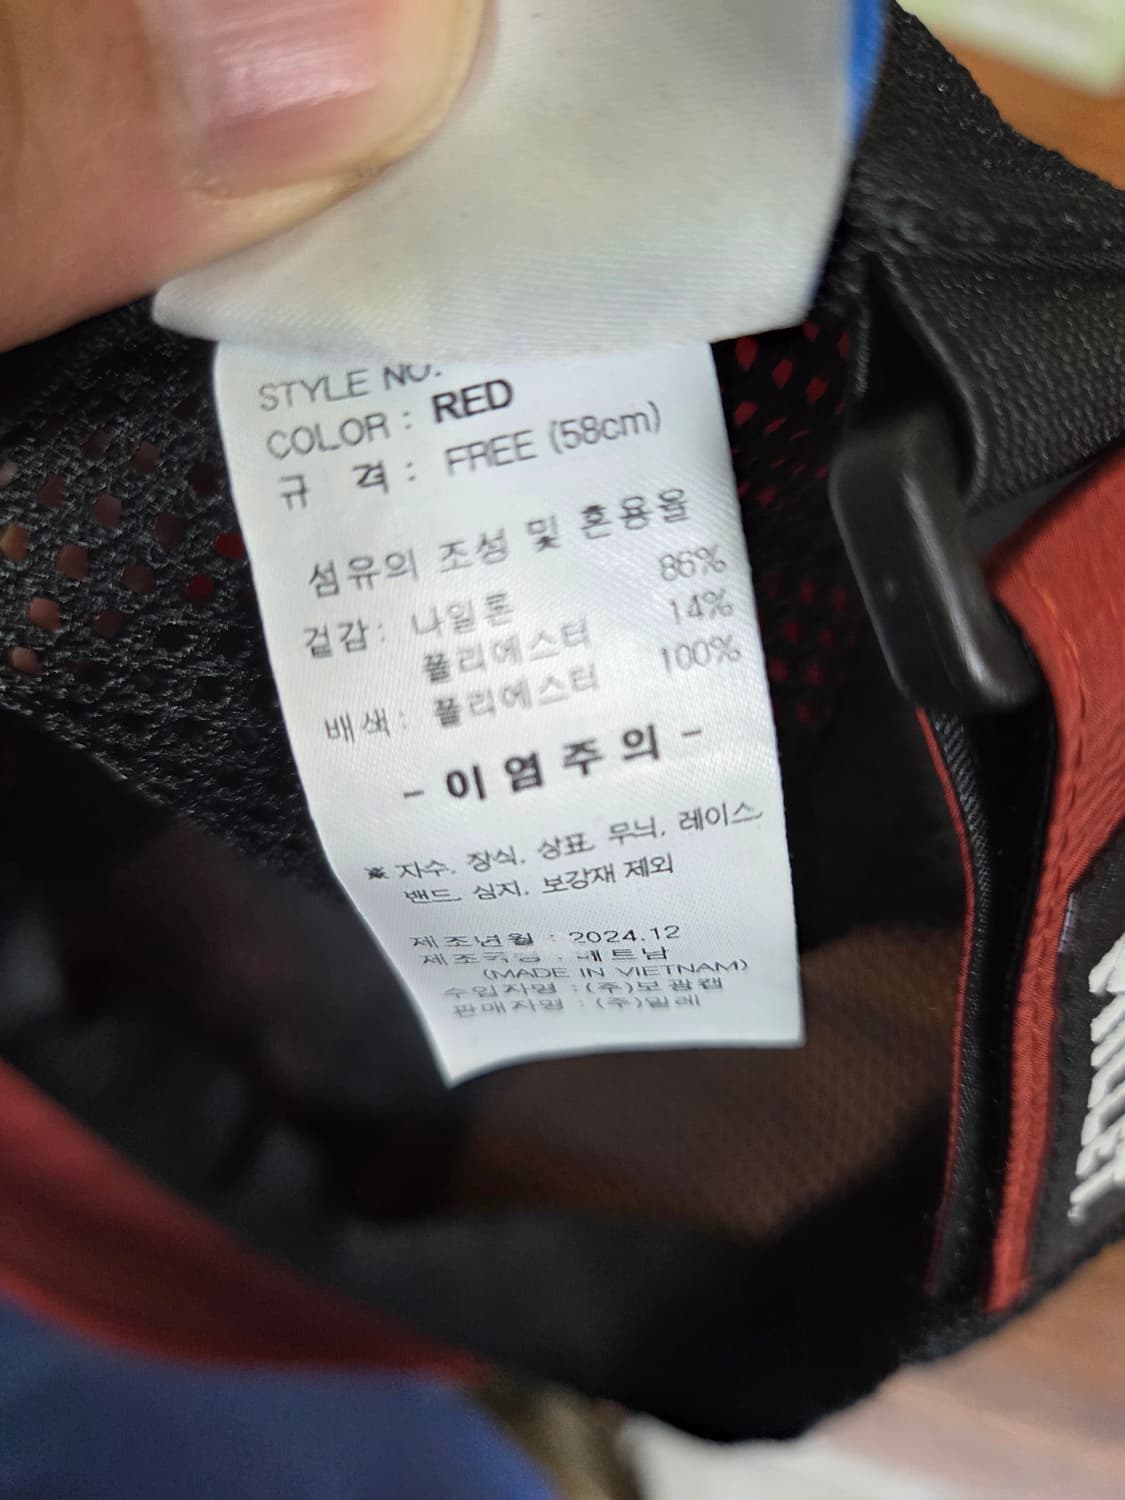 STYLE NO.
COLOR : RED
규 격 : FREE (58cm)
섬유의 조성 및 혼용율
겉감 : 나일론 86%
폴리에스터 14%
배색 : 폴리에스터 100%
- 이염주의 -
※ 자수, 장식, 상표, 무늬, 레이스
밴드, 심지, 보강재 제외
제조년월 : 2024.12
제조국명 : 베트남
(MADE IN VIETNAM)
수입자명 : (주)보광캡
판매자명 : (주)밀레
MILLET